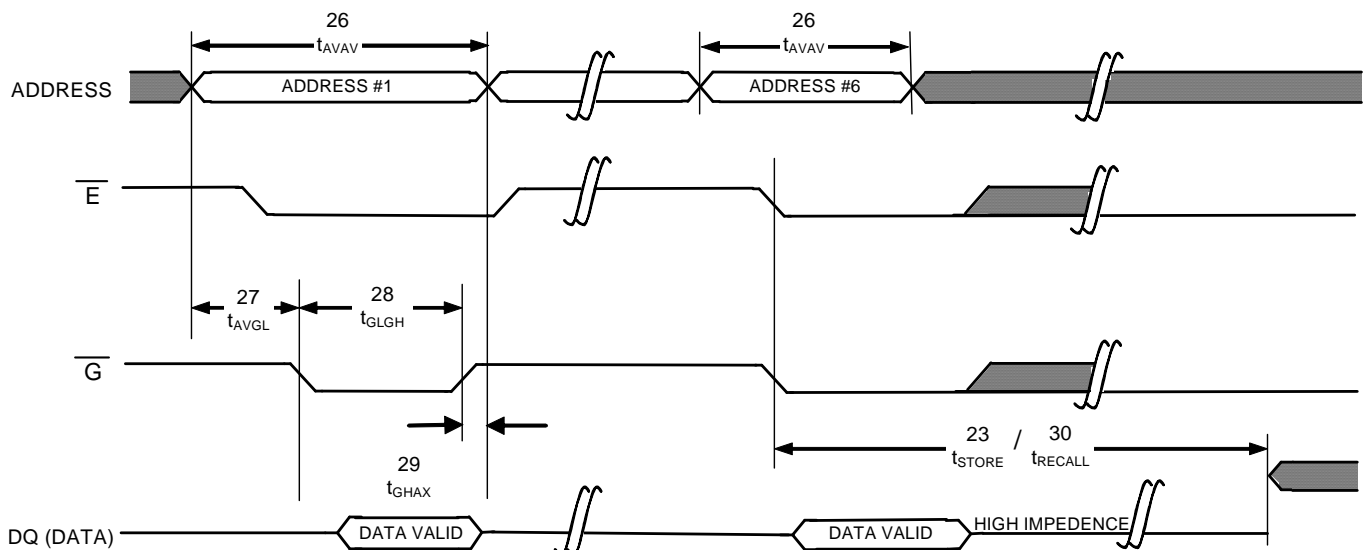 26
tAVAV
26
tAVAV
ADDRESS
ADDRESS #1
ADDRESS #6
E
27
tAVGL
28
tGLGH
G
23 / 30
tSTORE tRECALL
29
tGHAX
DQ (DATA)
DATA VALID
DATA VALID
HIGH IMPEDENCE